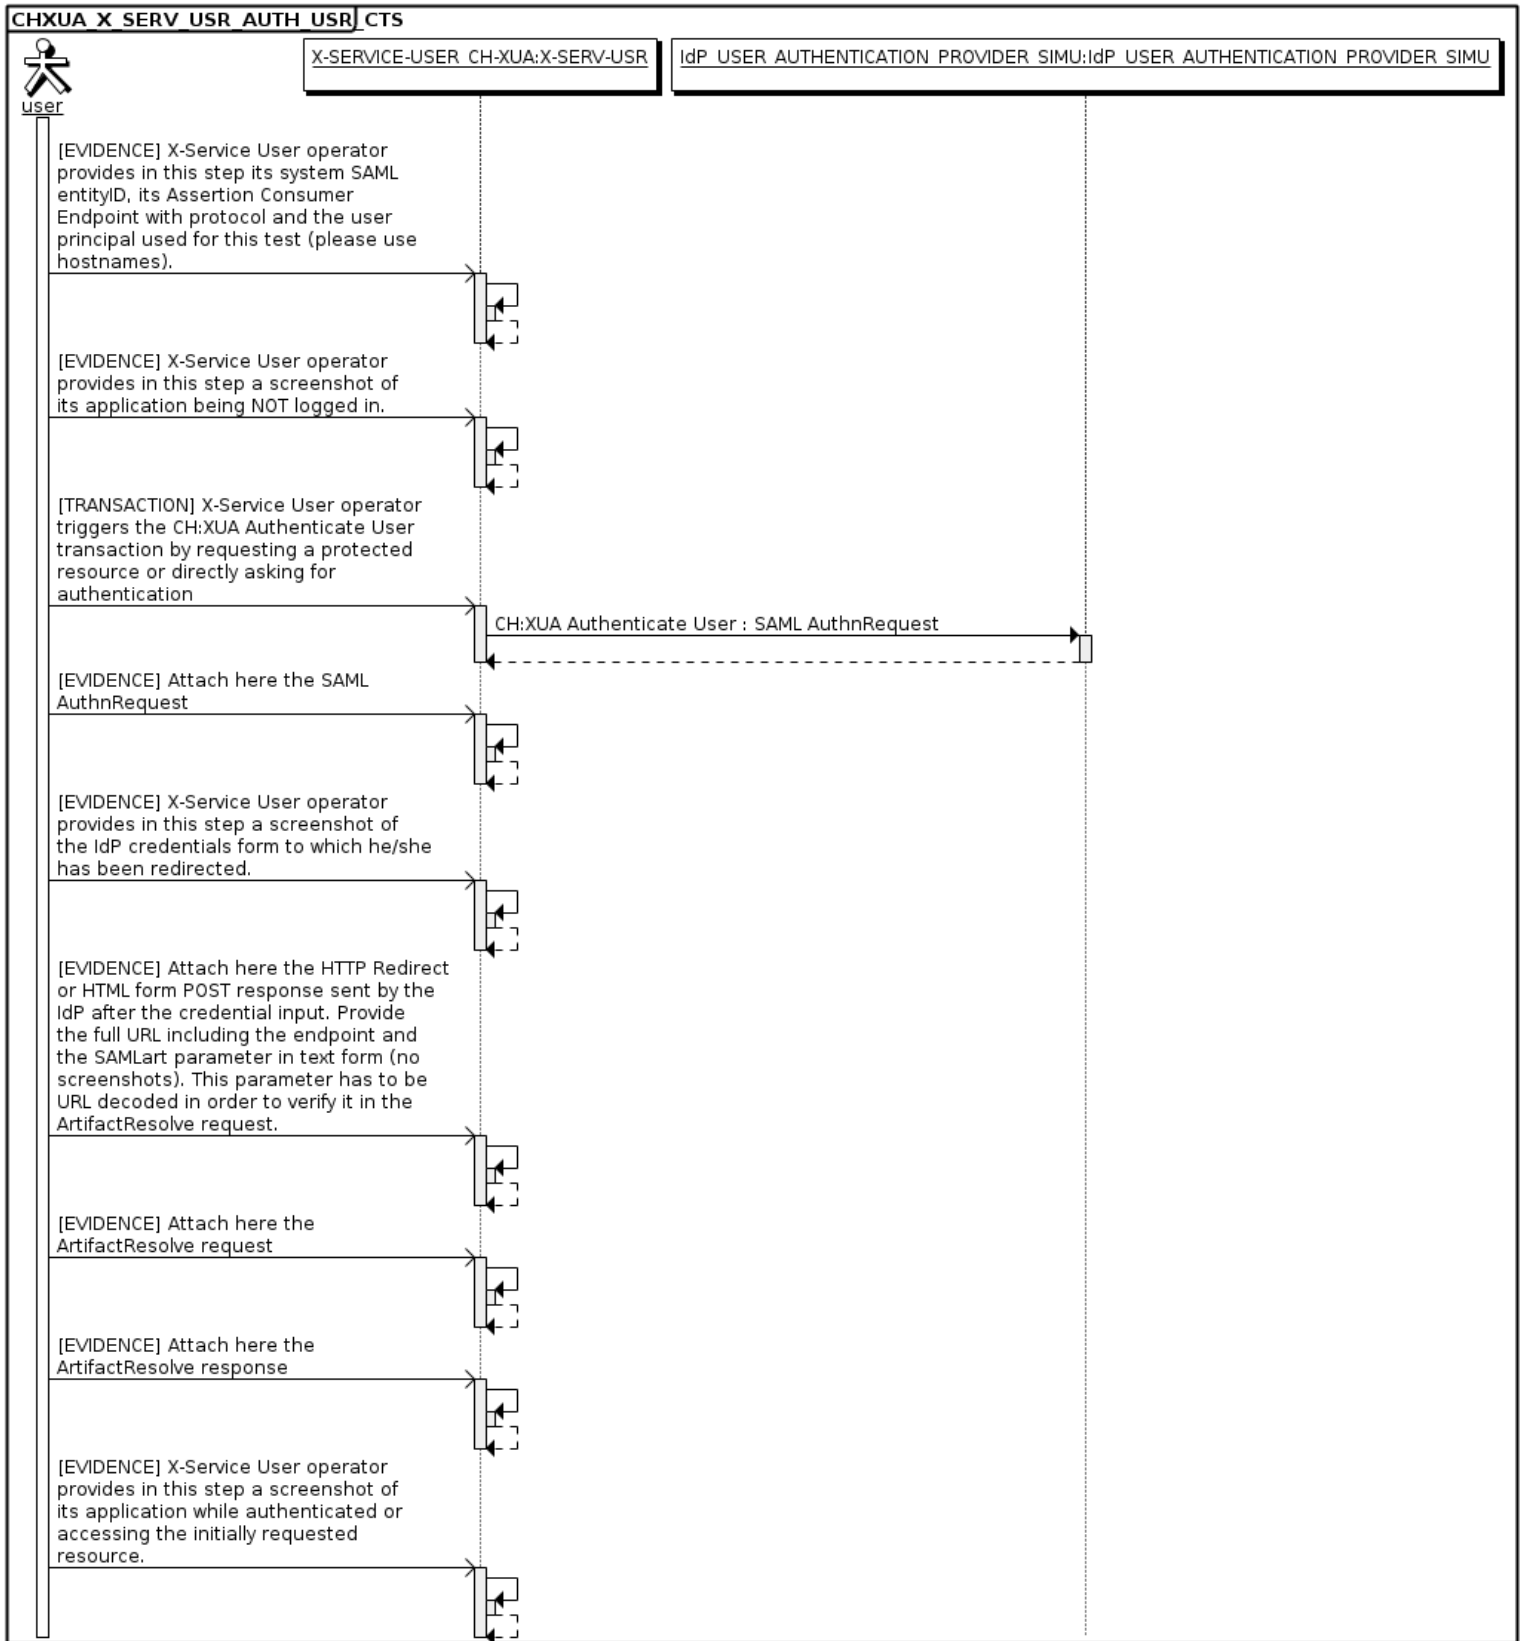 CHXUA_X_SERV_USR_AUTH_USR_CTS
X-SERVICE-USER_CH-XUA:X-SERV-USR
IdP_USER_AUTHENTICATION_PROVIDER_SIMU:IdP_USER_AUTHENTICATION_PROVIDER_SIMU
user
[EVIDENCE] X-Service User operator
provides in this step its system SAML
entityID, its Assertion Consumer
Endpoint with protocol and the user
principal used for this test (please use
hostnames).
[EVIDENCE] X-Service User operator
provides in this step a screenshot of
its application being NOT logged in.
[TRANSACTION] X-Service User operator
triggers the CH:XUA Authenticate User
transaction by requesting a protected
resource or directly asking for
authentication
CH:XUA Authenticate User : SAML AuthnRequest
[EVIDENCE] Attach here the SAML
AuthnRequest
[EVIDENCE] X-Service User operator
provides in this step a screenshot of
the IdP credentials form to which he/she
has been redirected.
[EVIDENCE] Attach here the HTTP Redirect
or HTML form POST response sent by the
IdP after the credential input. Provide
the full URL including the endpoint and
the SAMLart parameter in text form (no
screenshots). This parameter has to be
URL decoded in order to verify it in the
ArtifactResolve request.
[EVIDENCE] Attach here the
ArtifactResolve request
[EVIDENCE] Attach here the
ArtifactResolve response
[EVIDENCE] X-Service User operator
provides in this step a screenshot of
its application while authenticated or
accessing the initially requested
resource.